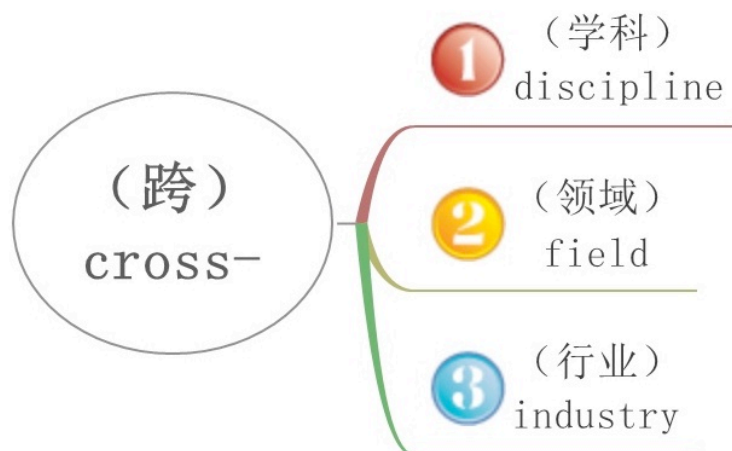 （跨）
cross-
1
（学科）
discipline
2
（领域）
field
3
（行业）
industry